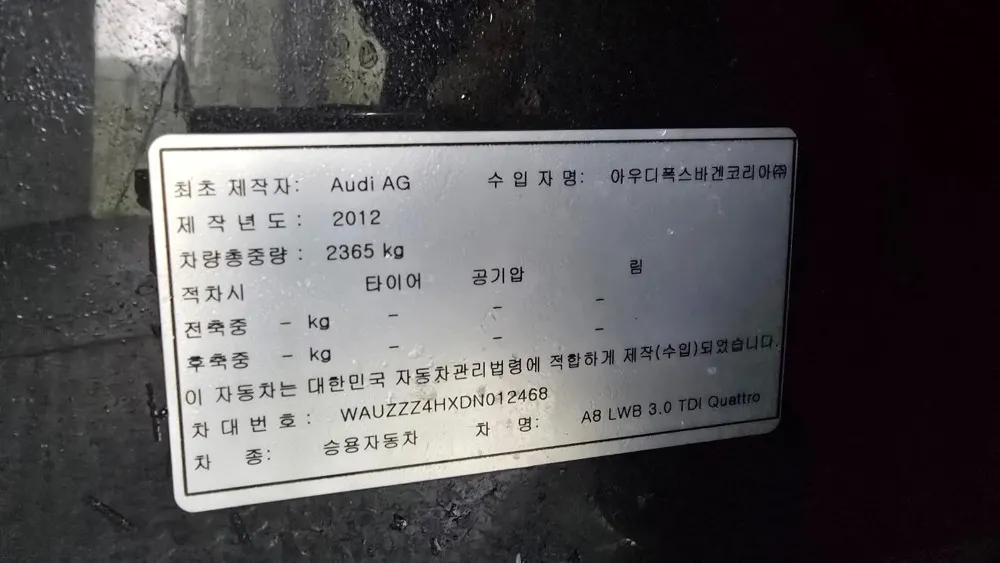 최초 제작자: Audi AG 수 입 자 명: 아우디폭스바겐코리아㈜
제 작 년 도 : 2012
차량총중량 : 2365 kg
적차시 타이어 공기압 림
전축중 - kg - - -
후축중 - kg - - -
이 자동차는 대한민국 자동차관리법령에 적합하게 제작(수입)되었습니다.
차 대 번 호 : WAUZZZ4HXDN012468
차 종: 승용자동차 차 명: A8 LWB 3.0 TDI Quattro